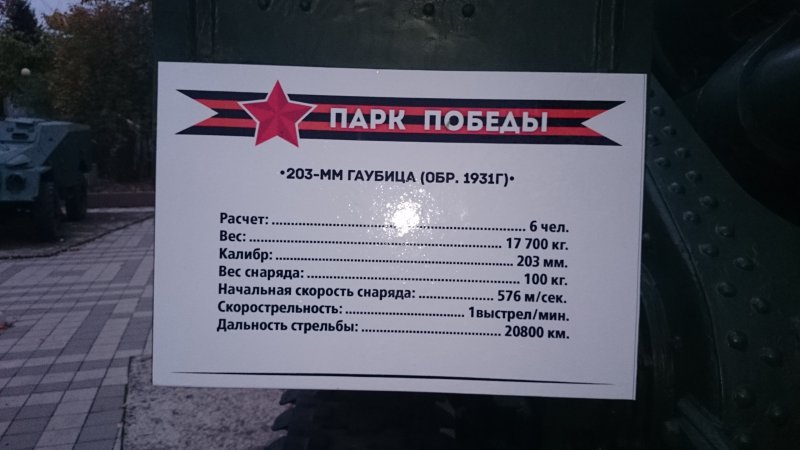 ПАРК ПОБЕДЫ
•203-ММ ГАУБИЦА (ОБР. 1931Г)•
Расчет: ........................................................ 6 чел.
Вес: ........................................................ 17 700 кг.
Калибр: ........................................................ 203 мм.
Вес снаряда: ................................................ 100 кг.
Начальная скорость снаряда: ................. 576 м/сек.
Скорострельность: ................................ 1выстрел/мин.
Дальность стрельбы: ............................... 20800 км.